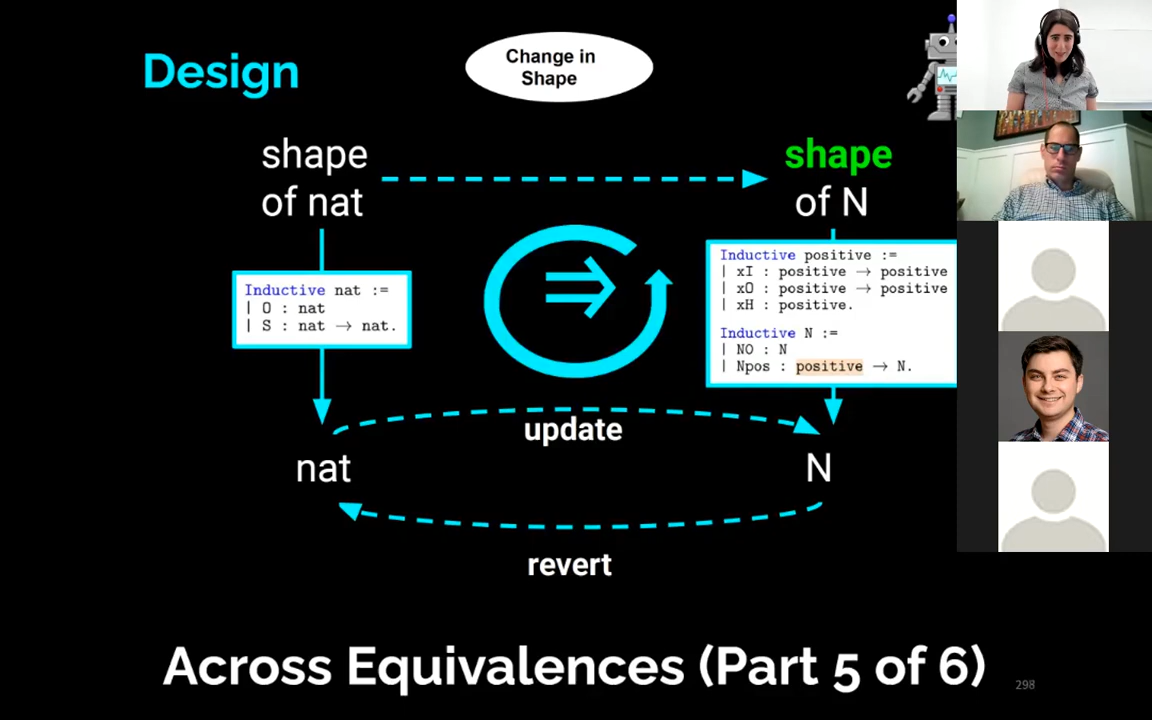 Design
Change in
Shape
shape
of nat
shape
of N
Inductive nat :=
| O : nat
| S : nat → nat.
Inductive positive :=
| xI : positive → positive
| xO : positive → positive
| xH : positive.
Inductive N :=
| N0 : N
| Npos : positive → N.
update
nat
N
revert
Across Equivalences (Part 5 of 6)
298